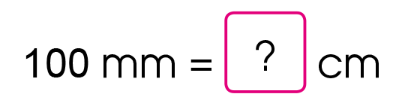 100 mm = ? cm